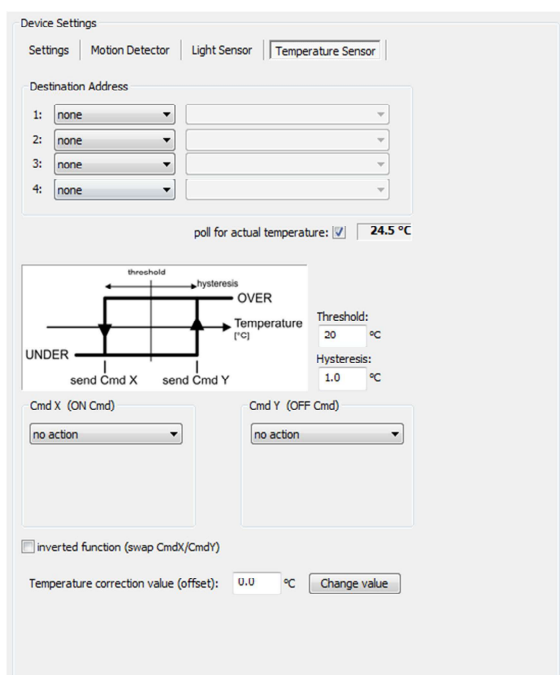 Device Settings
Settings Motion Detector Light Sensor Temperature Sensor
Destination Address
1: none
2: none
3: none
4: none
poll for actual temperature: 24.5 °C
threshold
hysteresis
OVER
Temperature
[°C]
UNDER
send Cmd X send Cmd Y
Threshold:
20 °C
Hysteresis:
1.0 °C
Cmd X (ON Cmd) Cmd Y (OFF Cmd)
no action no action
inverted function (swap CmdX/CmdY)
Temperature correction value (offset): 0.0 °C Change value